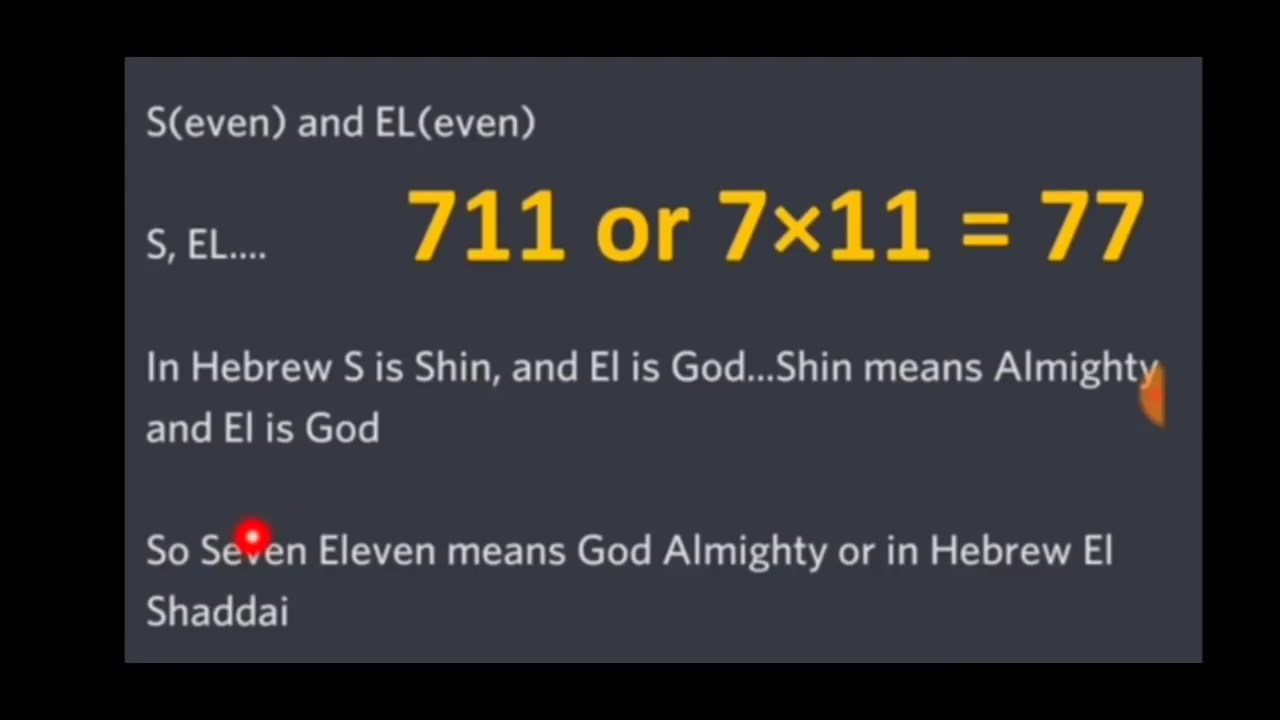 S(even) and EL(even)
S, EL....
711 or 7×11 = 77
In Hebrew S is Shin, and El is God...Shin means Almighty
and El is God
So Seven Eleven means God Almighty or in Hebrew El
Shaddai